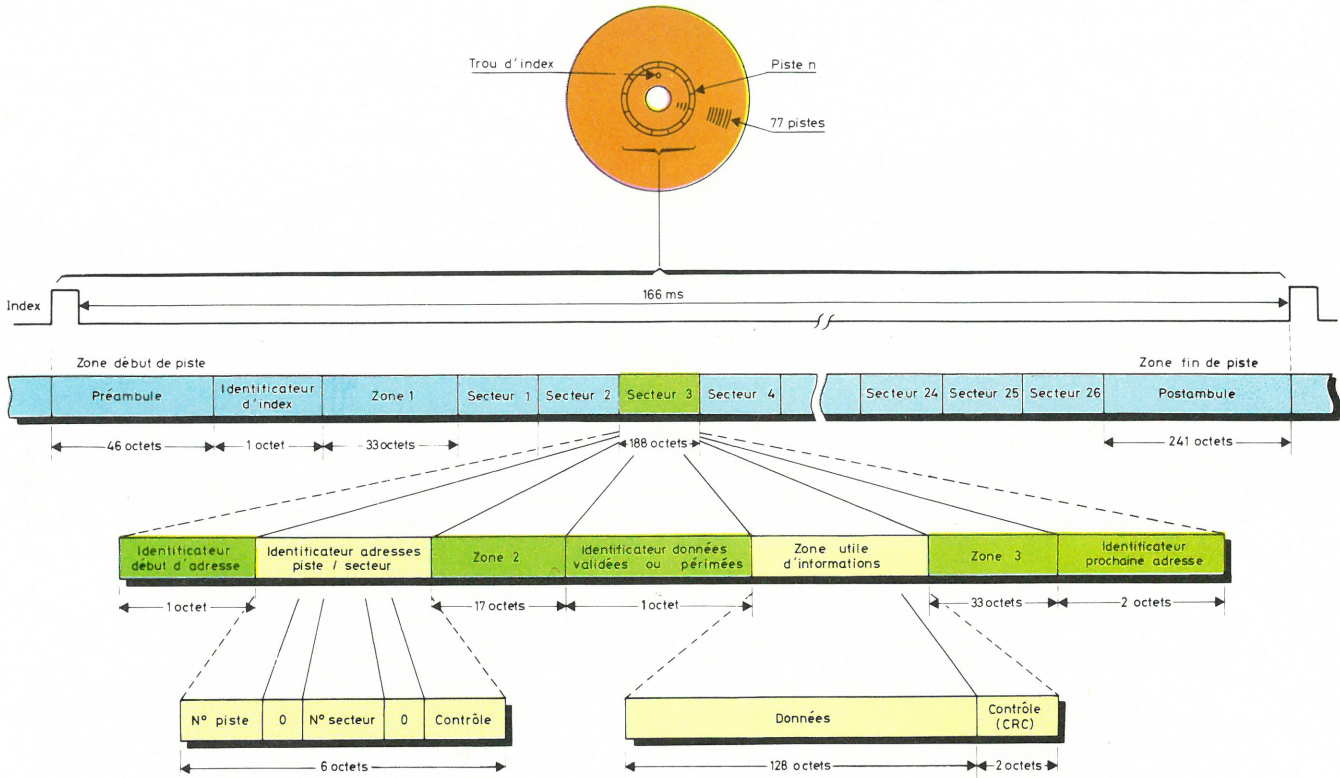 Trou d'index
Piste n
77 pistes
Index
166 ms
Zone début de piste
Zone fin de piste
Préambule
Identificateur
d'index
Zone 1
Secteur 1
Secteur 2
Secteur 3
Secteur 4
Secteur 24
Secteur 25
Secteur 26
Postambule
46 octets
1 octet
33 octets
188 octets
241 octets
Identificateur
début d'adresse
Identificateur adresses
piste / secteur
Zone 2
Identificateur données
validées ou périmées
Zone utile
d'informations
Zone 3
Identificateur
prochaine adresse
1 octet
17 octets
1 octet
33 octets
2 octets
N° piste
0
N° secteur
0
Contrôle
Données
Contrôle
(CRC)
6 octets
128 octets
2 octets